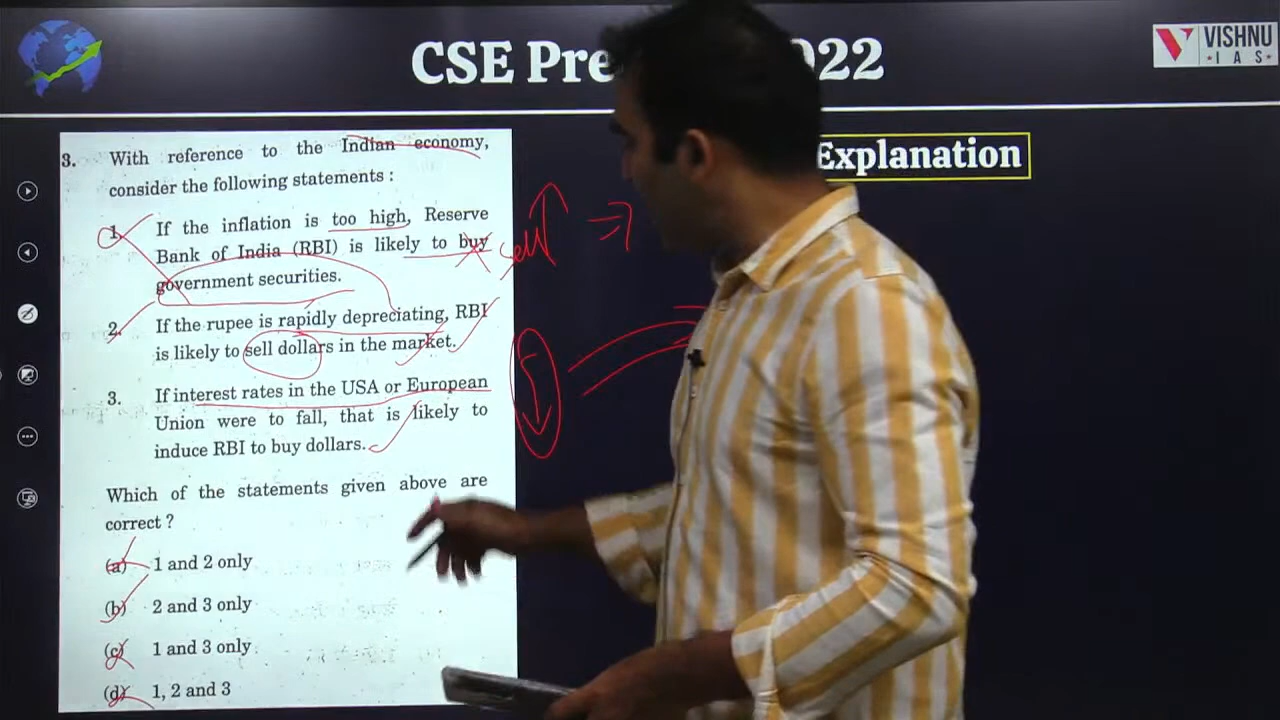 CSE Pre 022
VISHNU
I A S
Explanation
3. With reference to the Indian economy,
consider the following statements :
1. If the inflation is too high, Reserve
Bank of India (RBI) is likely to buy
government securities.
sell
2. If the rupee is rapidly depreciating, RBI
is likely to sell dollars in the market.
3. If interest rates in the USA or European
Union were to fall, that is likely to
induce RBI to buy dollars.
Which of the statements given above are
correct ?
(a) 1 and 2 only
(b) 2 and 3 only
(c) 1 and 3 only
(d) 1, 2 and 3